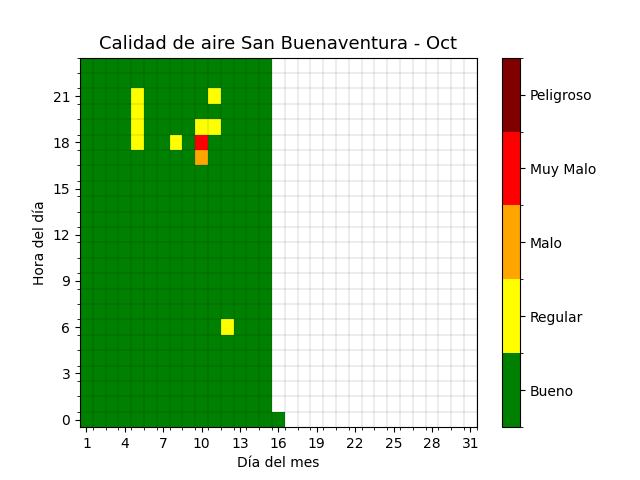 Calidad de aire San Buenaventura - Oct
Hora del día
21
18
15
12
9
6
3
0
1 4 7 10 13 16 19 22 25 28 31
Día del mes
Peligroso
Muy Malo
Malo
Regular
Bueno